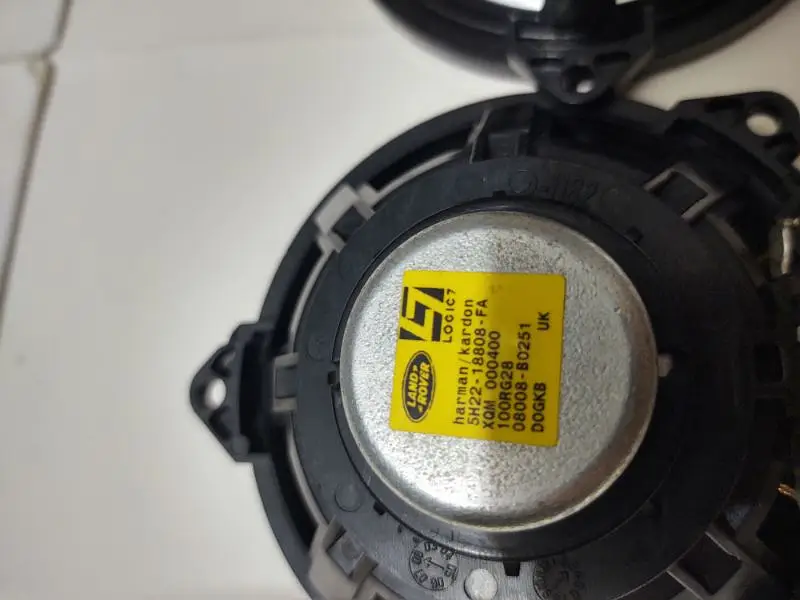 LOGIC7
LAND
ROVER
harman/kardon
5H22-18808-FA
XQM 000400
100RG28
08008-B0251
DOGKB
UK